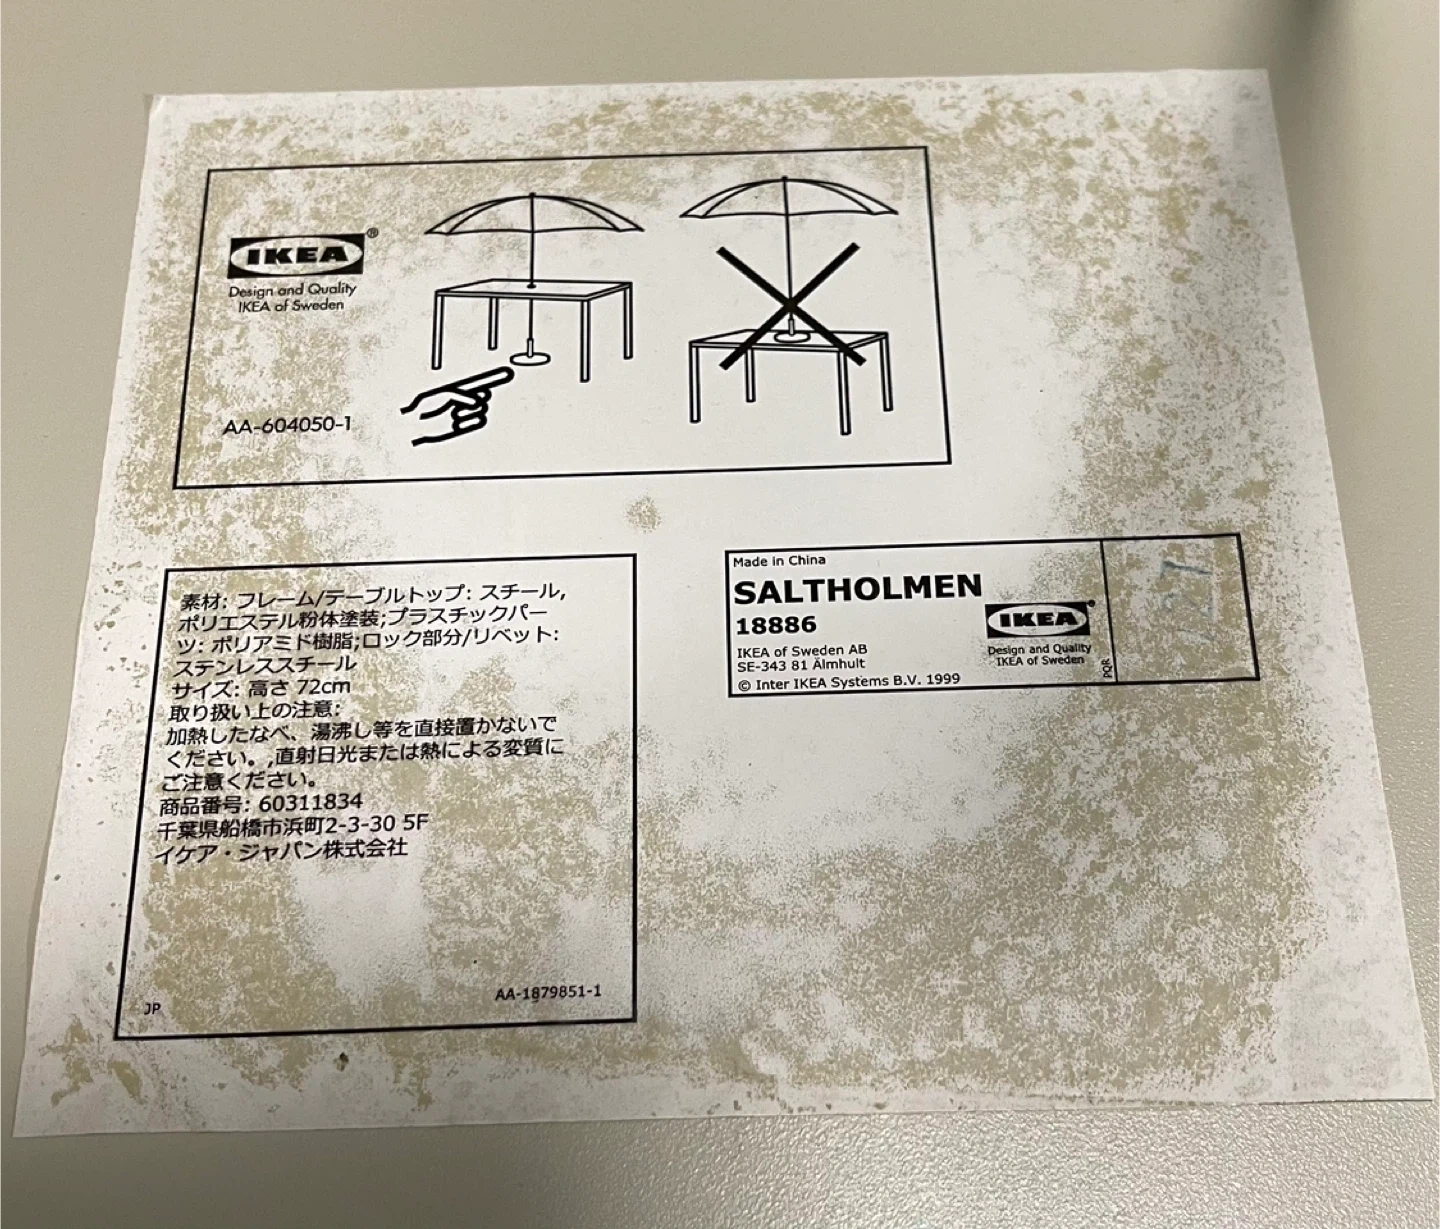 IKEA®
Design and Quality
IKEA of Sweden
AA-604050-1
素材: フレーム/テーブルトップ: スチール,
ポリエステル粉体塗装;プラスチックパー
ツ: ポリアミド樹脂;ロック部分/リベット:
ステンレススチール
サイズ: 高さ 72cm
取り扱い上の注意:
加熱したなべ、湯沸し等を直接置かないで
ください。,直射日光または熱による変質に
ご注意ください。
商品番号: 60311834
千葉県船橋市浜町2-3-30 5F
イケア・ジャパン株式会社
JP
AA-1879851-1
Made in China
SALTHOLMEN
18886
IKEA of Sweden AB
SE-343 81 Älmhult
© Inter IKEA Systems B.V. 1999
IKEA®
Design and Quality
IKEA of Sweden
PQR